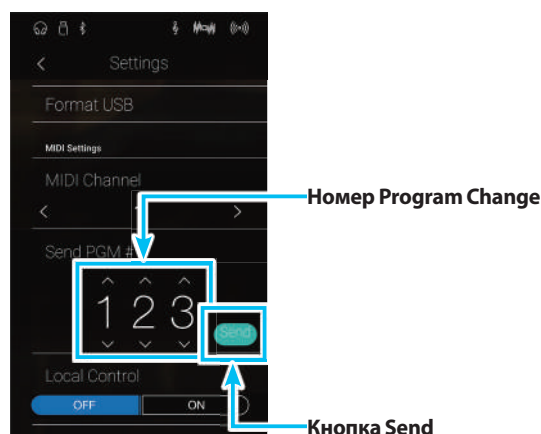 Settings
Format USB
MIDI Settings
MIDI Channel
Номер Program Change
Send PGM #
1 2 3
Send
Local Control
OFF ON
Кнопка Send